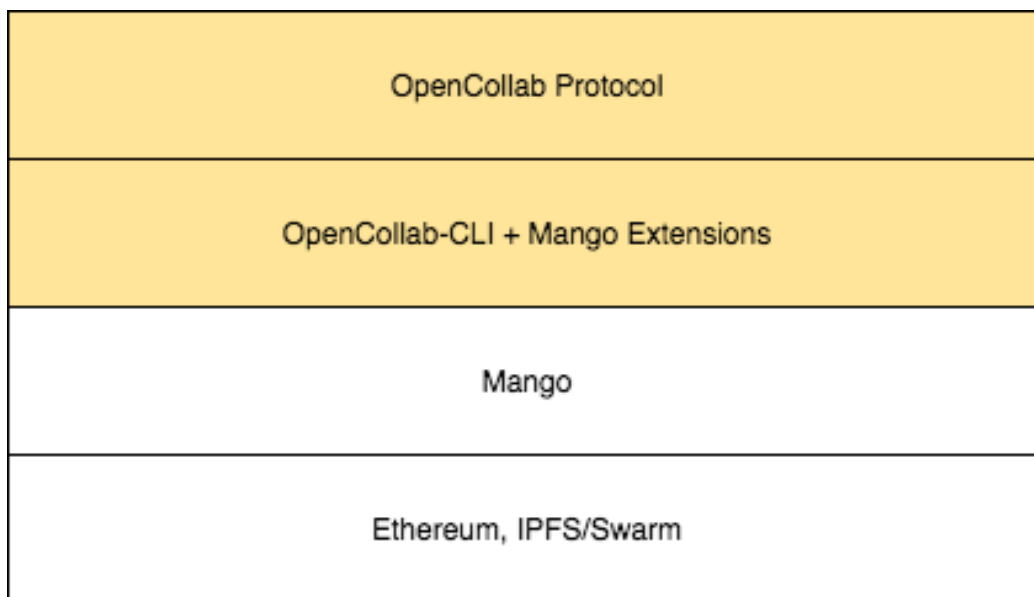 OpenCollab Protocol
OpenCollab-CLI + Mango Extensions
Mango
Ethereum, IPFS/Swarm